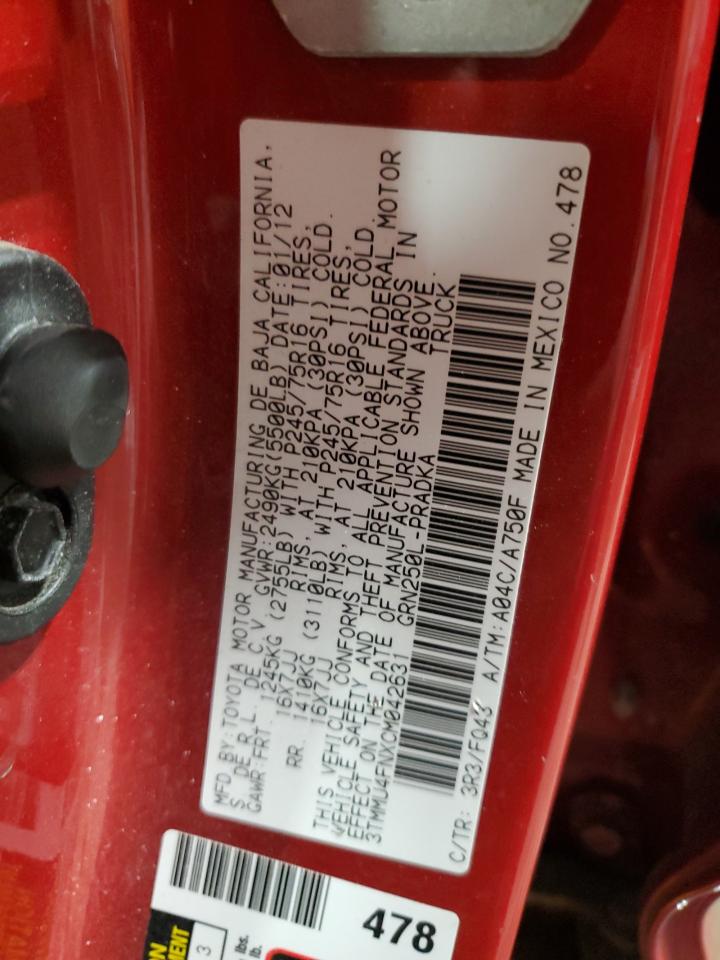 MFD BY:TOYOTA MOTOR MANUFACTURING DE BAJA CALIFORNIA,
S DE R.L. DE C V GVWR:2490KG(5500LB) DATE:01/12
GAWR:FRT. 1245KG (2755LB) WITH P245/75R16 TIRES,
16X7JJ RIMS, AT 210KPA (30PSI) COLD.
RR. 1410KG (3110LB) WITH P245/75R16 TIRES,
16X7JJ RIMS, AT 210KPA (30PSI) COLD.
THIS VEHICLE CONFORMS TO ALL APPLICABLE FEDERAL MOTOR
VEHICLE SAFETY AND THEFT PREVENTION STANDARDS IN
EFFECT ON THE DATE OF MANUFACTURE SHOWN ABOVE.
3TMMU4FNXCM042631 GRN250L-PRADKA TRUCK
C/TR: 3R3/FQ43 A/TM:A04C/A750F MADE IN MEXICO NO.478
478
lbs.
lb.
3